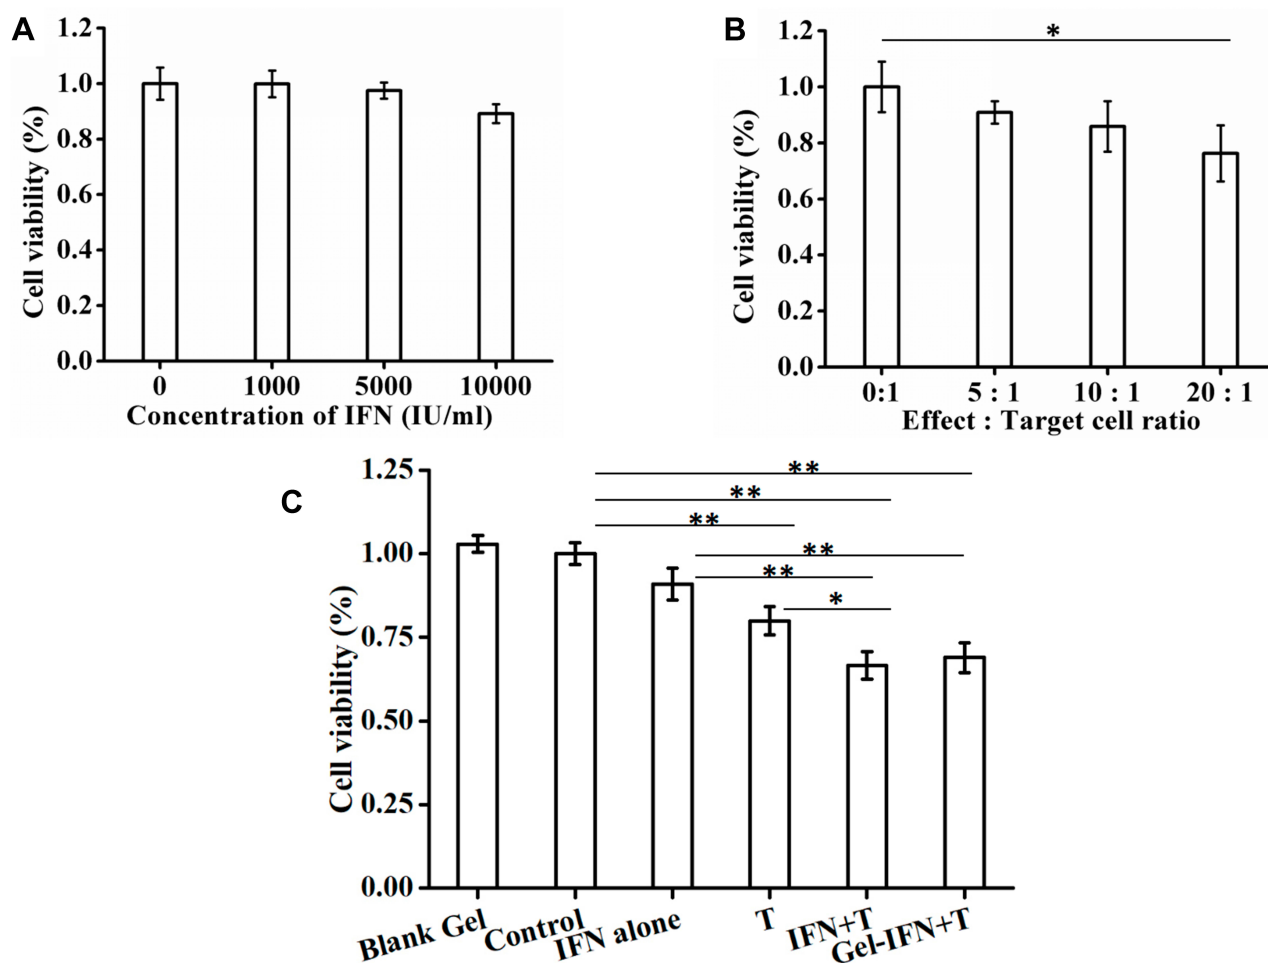 A
1.2
1.0
0.8
0.6
0.4
0.2
0.0
Cell viability (%)
0 1000 5000 10000
Concentration of IFN (IU/ml)
B
1.2
1.0
0.8
0.6
0.4
0.2
0.0
Cell viability (%)
*
0:1 5 : 1 10 : 1 20 : 1
Effect : Target cell ratio
C
1.25
1.00
0.75
0.50
0.25
0.00
Cell viability (%)
**
**
**
**
**
*
Blank Gel
Control
IFN alone
T
IFN+T
Gel-IFN+T